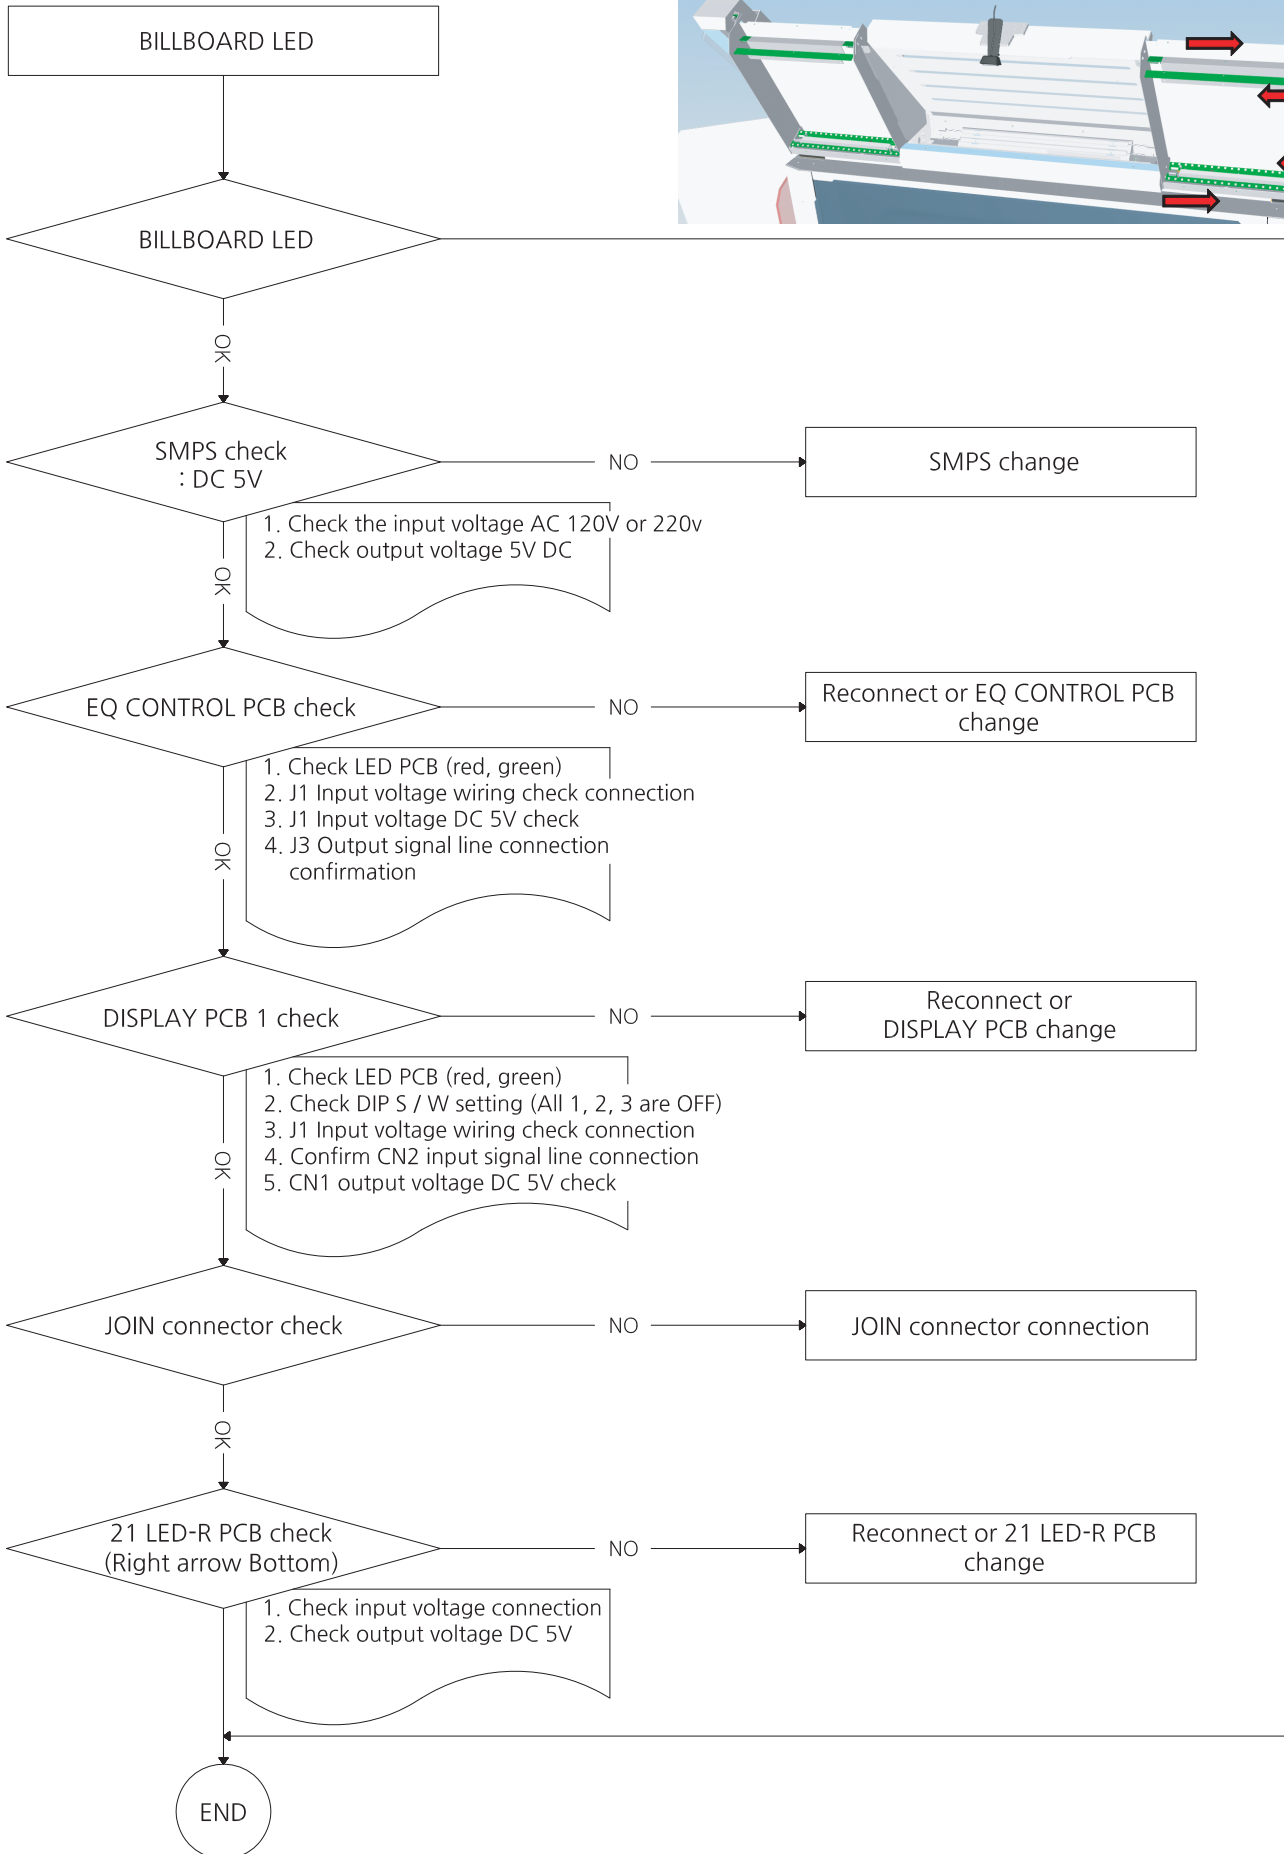 BILLBOARD LED
BILLBOARD LED
OK
SMPS check
: DC 5V
NO
SMPS change
1. Check the input voltage AC 120V or 220v
2. Check output voltage 5V DC
OK
EQ CONTROL PCB check
NO
Reconnect or EQ CONTROL PCB
change
1. Check LED PCB (red, green)
2. J1 Input voltage wiring check connection
3. J1 Input voltage DC 5V check
4. J3 Output signal line connection
confirmation
OK
DISPLAY PCB 1 check
NO
Reconnect or
DISPLAY PCB change
1. Check LED PCB (red, green)
2. Check DIP S / W setting (All 1, 2, 3 are OFF)
3. J1 Input voltage wiring check connection
4. Confirm CN2 input signal line connection
5. CN1 output voltage DC 5V check
OK
JOIN connector check
NO
JOIN connector connection
OK
21 LED-R PCB check
(Right arrow Bottom)
NO
Reconnect or 21 LED-R PCB
change
1. Check input voltage connection
2. Check output voltage DC 5V
END